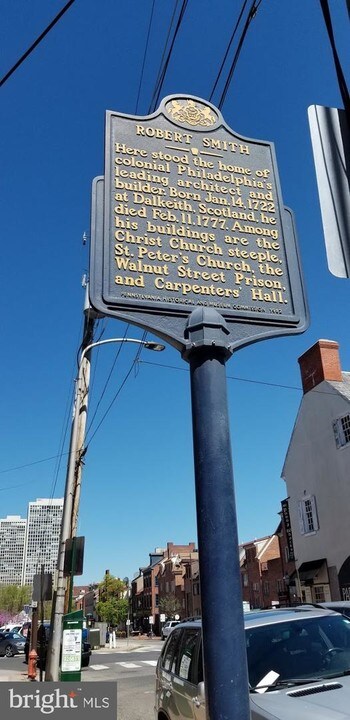 ROBERT SMITH
Here stood the home of
colonial Philadelphia's
leading architect and
builder. Born Jan. 14, 1722
at Dalkeith, Scotland, he
died Feb. 11, 1777. Among
his buildings are the
Christ Church steeple,
St. Peter's Church, the
Walnut Street Prison,
and Carpenters' Hall.
PENNSYLVANIA HISTORICAL AND MUSEUM COMMISSION
bright MLS